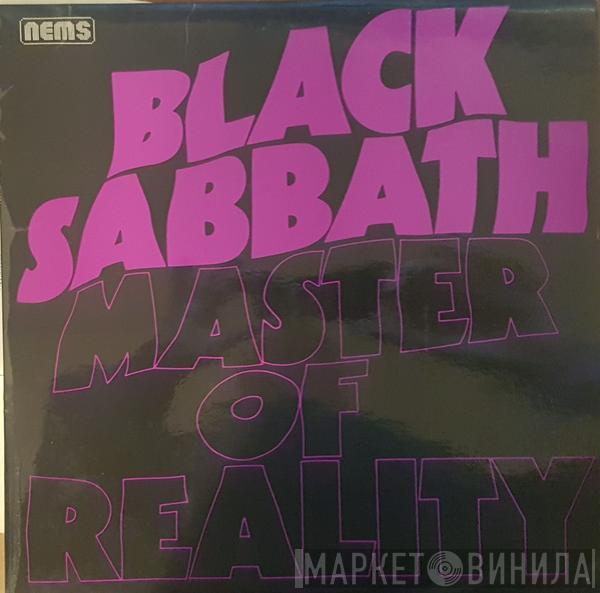 NEMS
BLACK
SABBATH
MASTER
OF
REALITY
МАРКЕТ ВИНИЛА